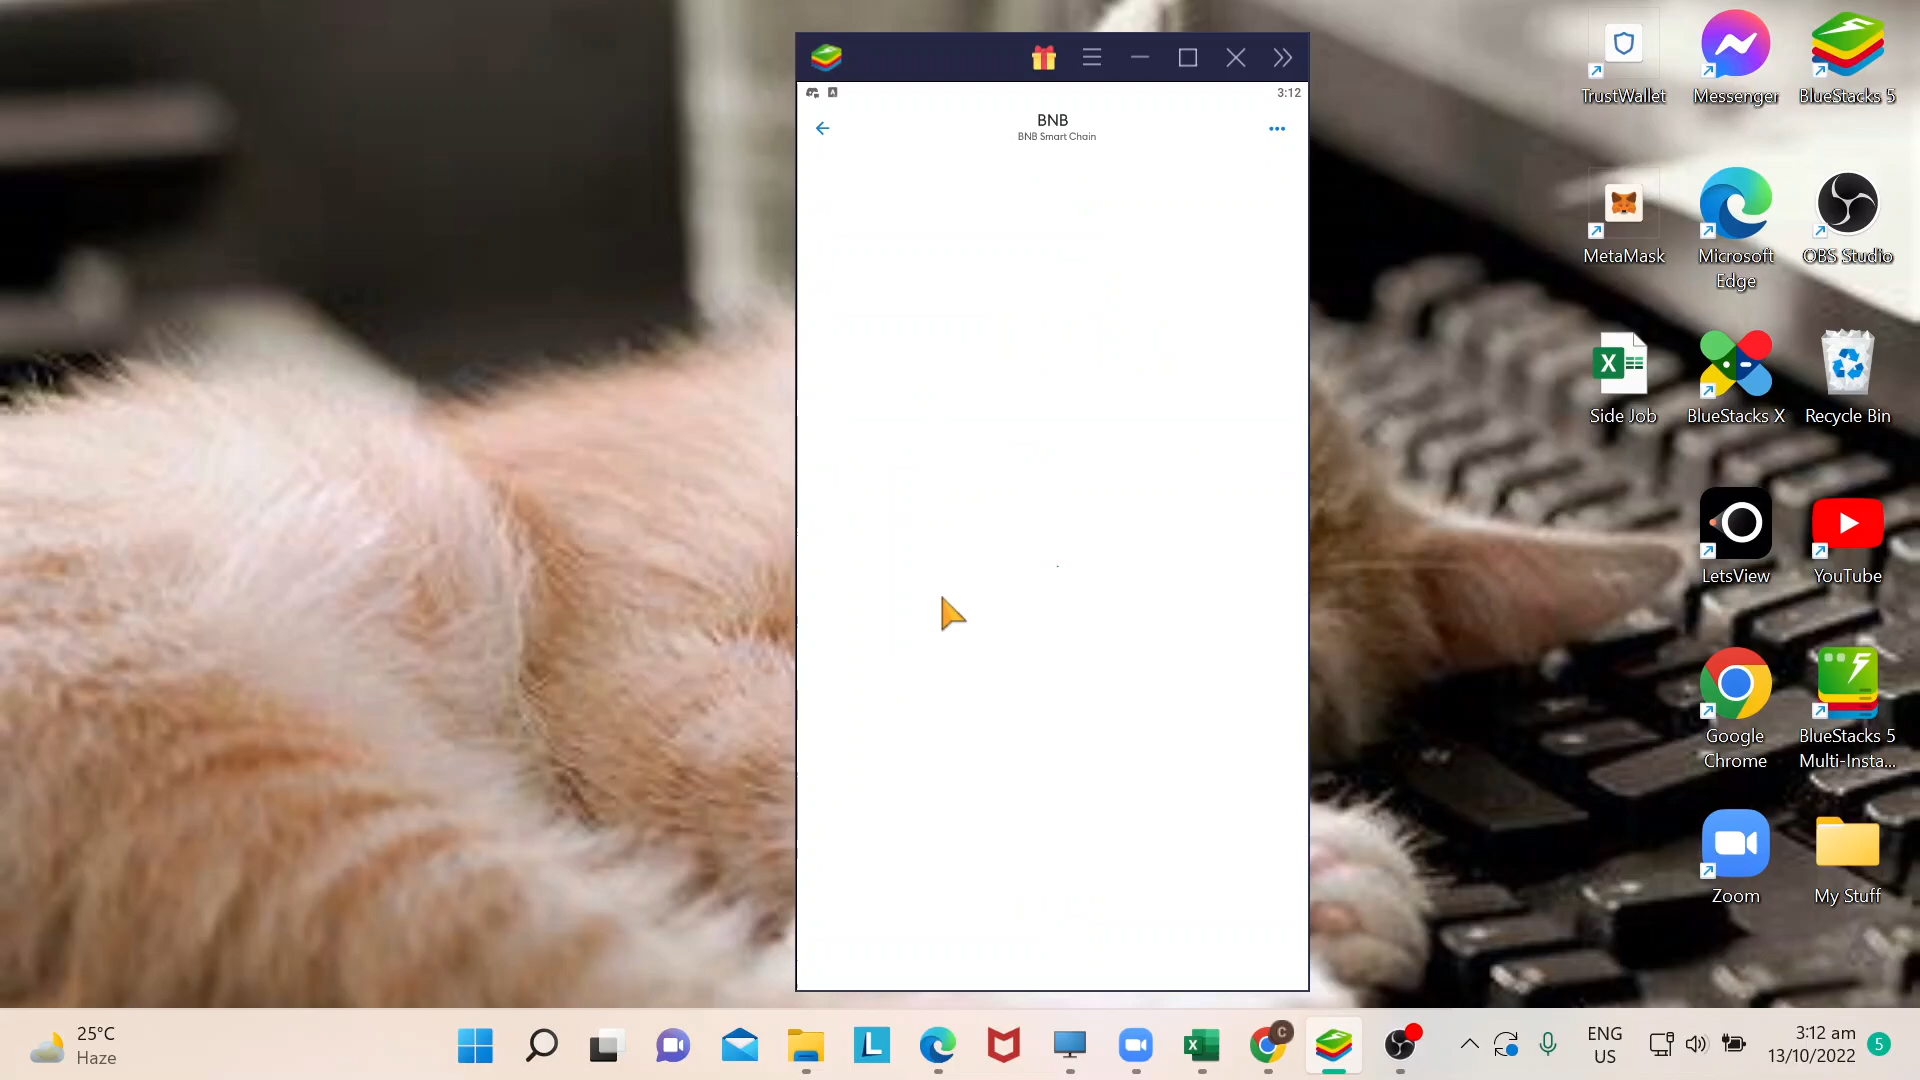 3:12
BNB
BNB Smart Chain
TrustWallet
Messenger
BlueStacks 5
MetaMask
Microsoft
Edge
OBS Studio
Side Job
BlueStacks X
Recycle Bin
LetsView
YouTube
Google
Chrome
BlueStacks 5
Multi-Insta...
Zoom
My Stuff
25°C
Haze
C
ENG
US
3:12 am
13/10/2022
5